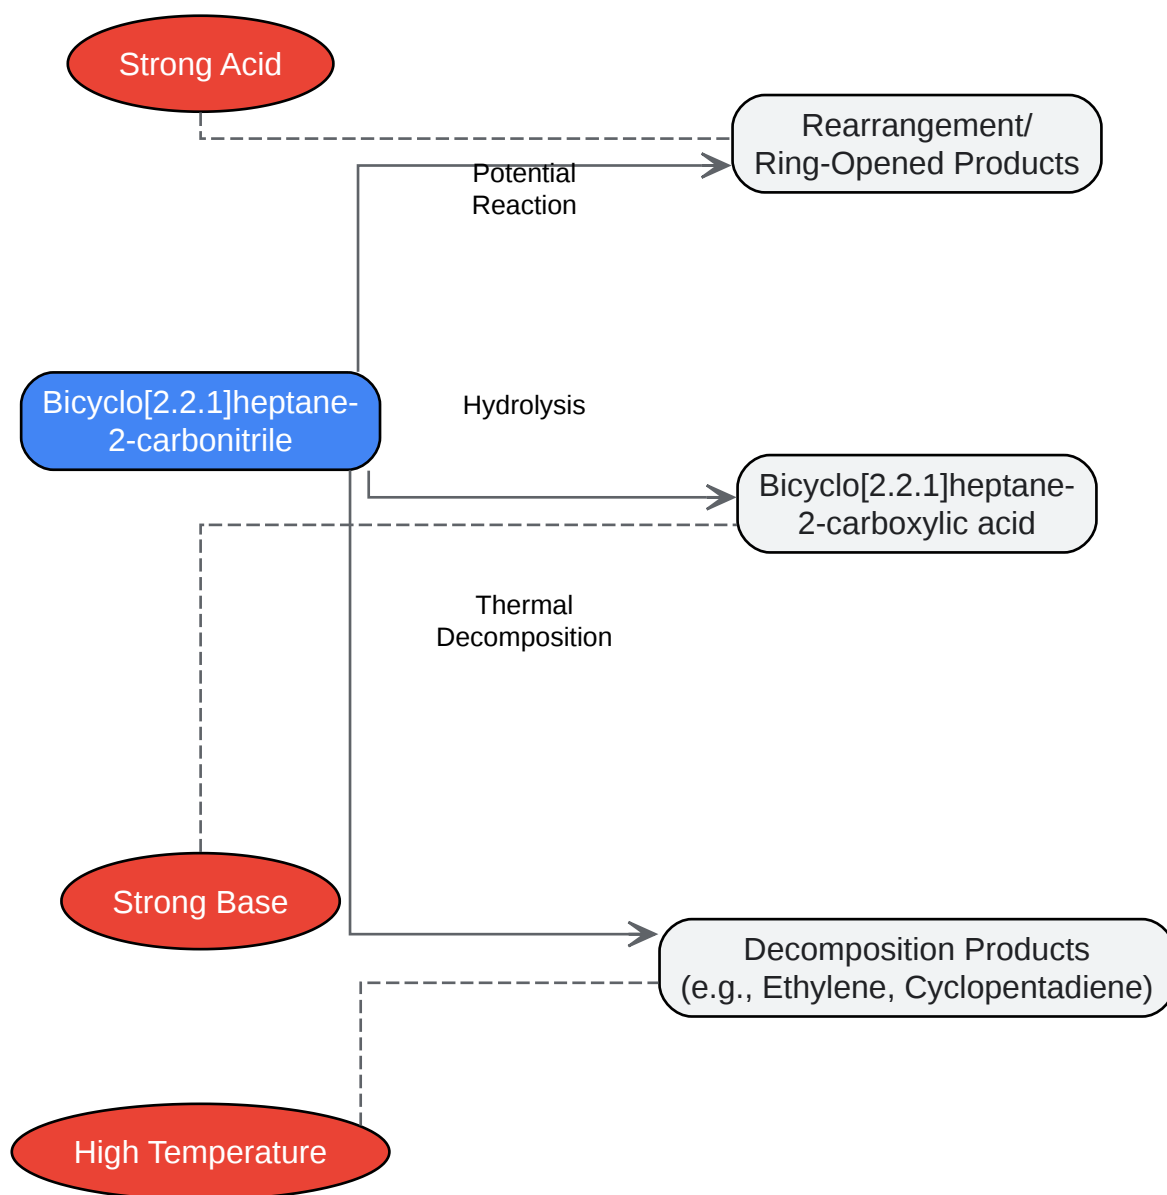 Strong Acid
Rearrangement/
Ring-Opened Products
Potential
Reaction
Bicyclo[2.2.1]heptane-
2-carbonitrile
Hydrolysis
Bicyclo[2.2.1]heptane-
2-carboxylic acid
Thermal
Decomposition
Strong Base
Decomposition Products
(e.g., Ethylene, Cyclopentadiene)
High Temperature